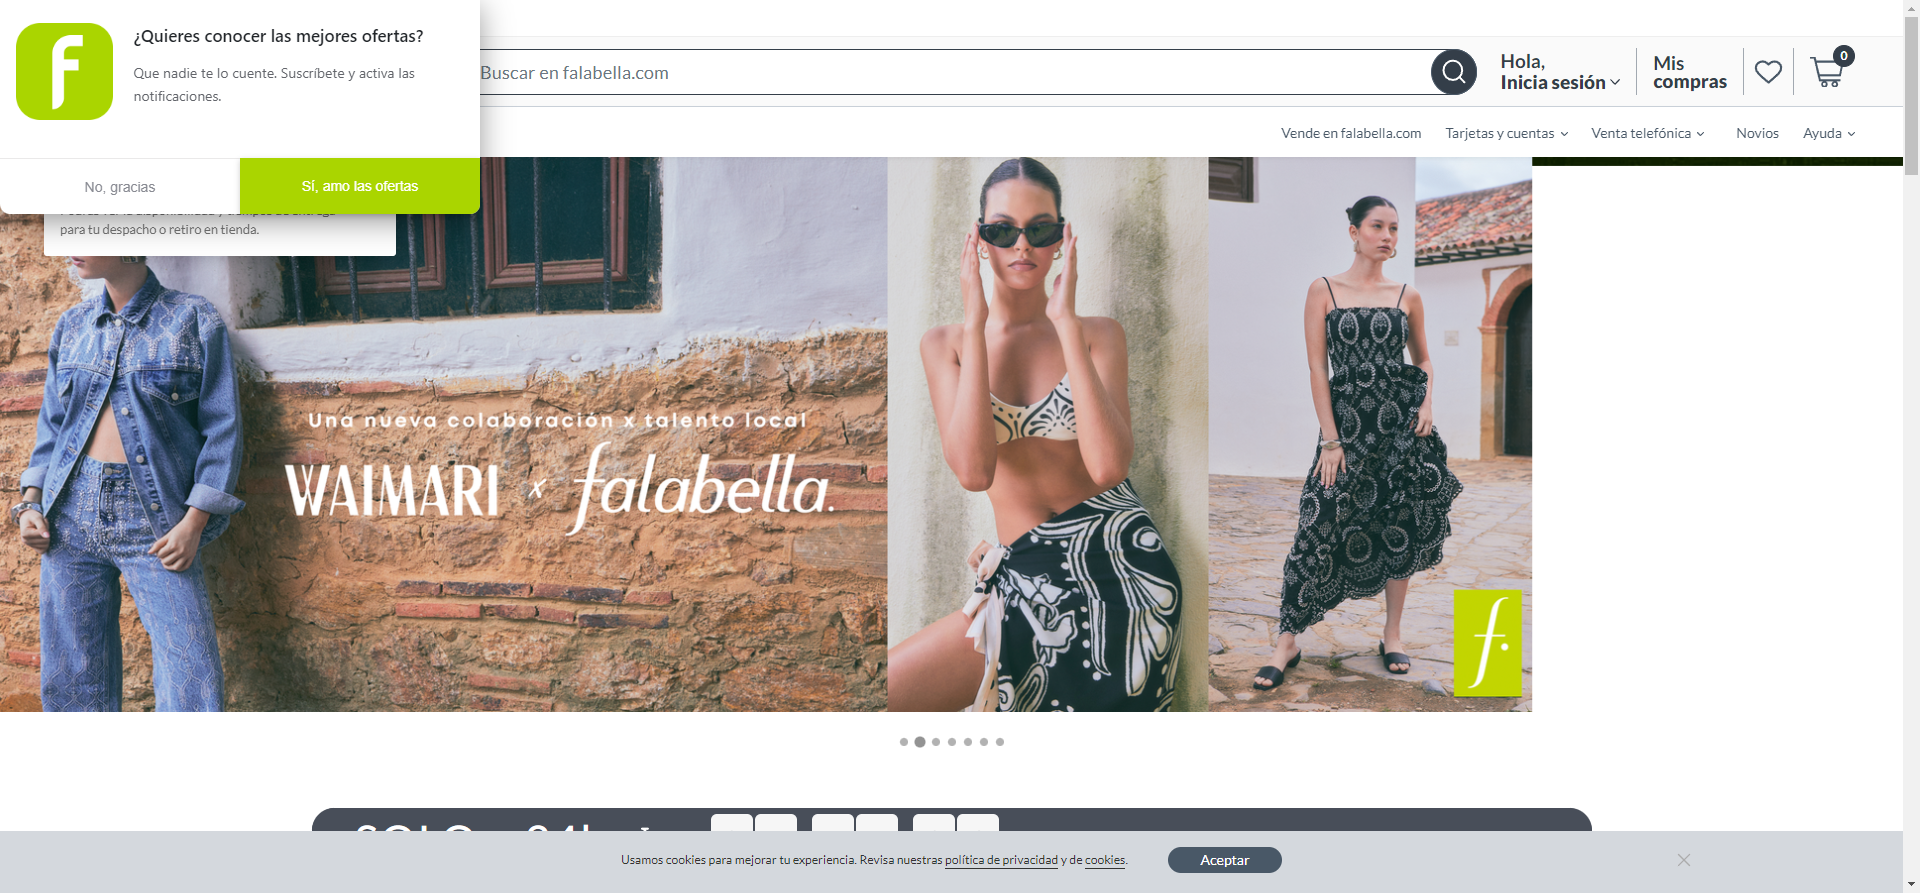 ¿Quieres conocer las mejores ofertas?
Que nadie te lo cuente. Suscríbete y activa las
notificaciones.
No, gracias
Sí, amo las ofertas
para tu despacho o retiro en tienda.
Buscar en falabella.com
Hola,
Inicia sesión
Mis
compras
0
Vende en falabella.com
Tarjetas y cuentas
Venta telefónica
Novios
Ayuda
Una nueva colaboración x talento local
WAIMARI x falabella.
f.
Usamos cookies para mejorar tu experiencia. Revisa nuestras política de privacidad y de cookies.
Aceptar